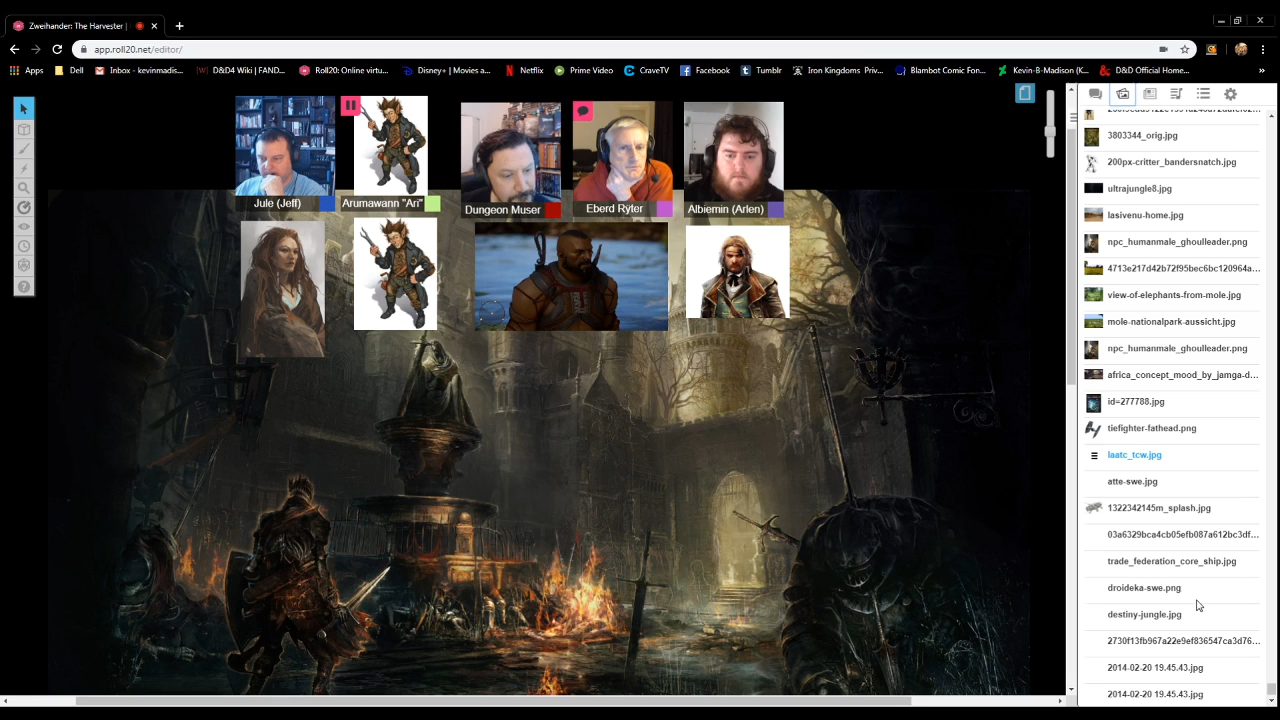 Zweihander: The Harvester |
app.roll20.net/editor/
Apps
Dell
Inbox - kevinmadis...
D&D4 Wiki | FAND...
Roll20: Online virtu...
Disney+ | Movies a...
Netflix
Prime Video
CraveTV
Facebook
Tumblr
Iron Kingdoms Priv...
Blambot Comic Fon...
Kevin-B-Madison (K...
D&D Official Home...
»
Jule (Jeff)
Arumawann "Ari"
Dungeon Muser
Eberd Ryter
Albiemin (Arlen)
3803344_orig.jpg
200px-critter_bandersnatch.jpg
ultrajungle8.jpg
lasivenu-home.jpg
npc_humanmale_ghoulleader.png
4713e217d42b72f95bec6bc120964a...
view-of-elephants-from-mole.jpg
mole-nationalpark-aussicht.jpg
npc_humanmale_ghoulleader.png
africa_concept_mood_by_jamga-d...
id=277788.jpg
tiefighter-fathead.png
laatc_tcw.jpg
atte-swe.jpg
1322342145m_splash.jpg
03a6329bca4cb05efb087a612bc3df...
trade_federation_core_ship.jpg
droideka-swe.png
destiny-jungle.jpg
2730f13fb967a22e9ef836547ca3d76...
2014-02-20 19.45.43.jpg
2014-02-20 19.45.43.jpg